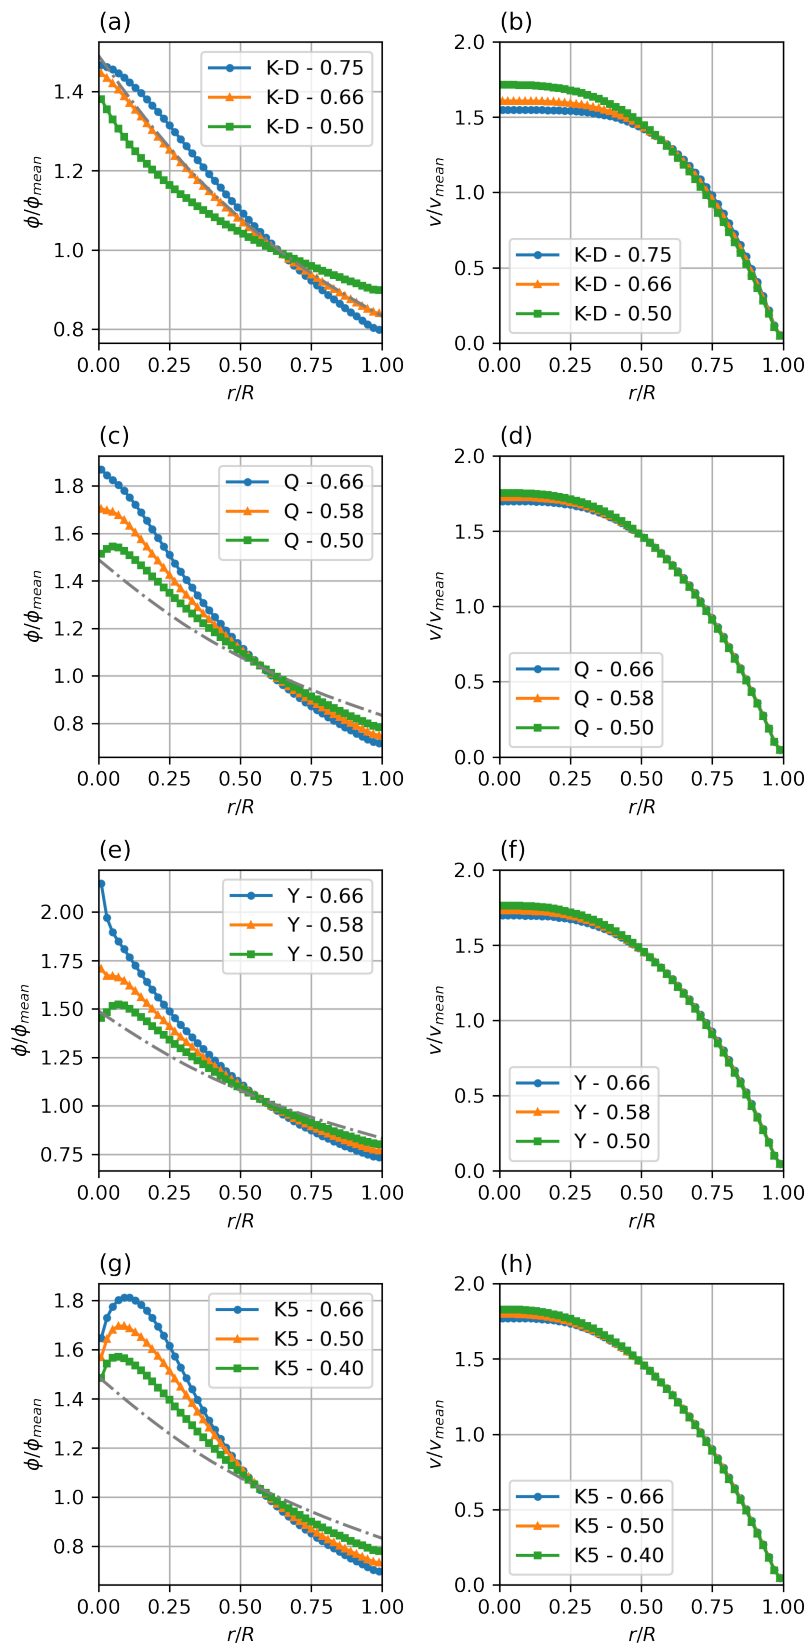 (a)
1.4
1.2
1.0
0.8
ϕ/ϕmean
K-D - 0.75
K-D - 0.66
K-D - 0.50
0.00 0.25 0.50 0.75 1.00
r/R
(b)
2.0
1.5
1.0
0.5
0.0
v/vmean
K-D - 0.75
K-D - 0.66
K-D - 0.50
0.00 0.25 0.50 0.75 1.00
r/R
(c)
1.8
1.6
1.4
1.2
1.0
0.8
ϕ/ϕmean
Q - 0.66
Q - 0.58
Q - 0.50
0.00 0.25 0.50 0.75 1.00
r/R
(d)
2.0
1.5
1.0
0.5
0.0
v/vmean
Q - 0.66
Q - 0.58
Q - 0.50
0.00 0.25 0.50 0.75 1.00
r/R
(e)
2.00
1.75
1.50
1.25
1.00
0.75
ϕ/ϕmean
Y - 0.66
Y - 0.58
Y - 0.50
0.00 0.25 0.50 0.75 1.00
r/R
(f)
2.0
1.5
1.0
0.5
0.0
v/vmean
Y - 0.66
Y - 0.58
Y - 0.50
0.00 0.25 0.50 0.75 1.00
r/R
(g)
1.8
1.6
1.4
1.2
1.0
0.8
ϕ/ϕmean
K5 - 0.66
K5 - 0.50
K5 - 0.40
0.00 0.25 0.50 0.75 1.00
r/R
(h)
2.0
1.5
1.0
0.5
0.0
v/vmean
K5 - 0.66
K5 - 0.50
K5 - 0.40
0.00 0.25 0.50 0.75 1.00
r/R